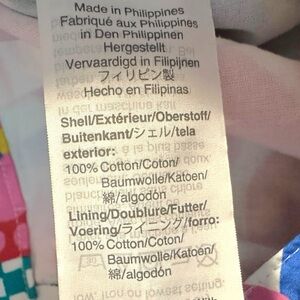 Made in Philippines
Fabriqué aux Philippines
in Den Philippinen
Hergestellt
Vervaardigd in Filipijnen
フィリピン製
Hecho en Filipinas
Shell/Extérieur/Oberstoff/
Buitenkant/シェル/tela
exterior:
100% Cotton/Coton/
Baumwolle/Katoen/
綿/algodón
Lining/Doublure/Futter/
Voering/ライニング/forro:
100% Cotton/Coton/
Baumwolle/Katoen/
綿/algodón